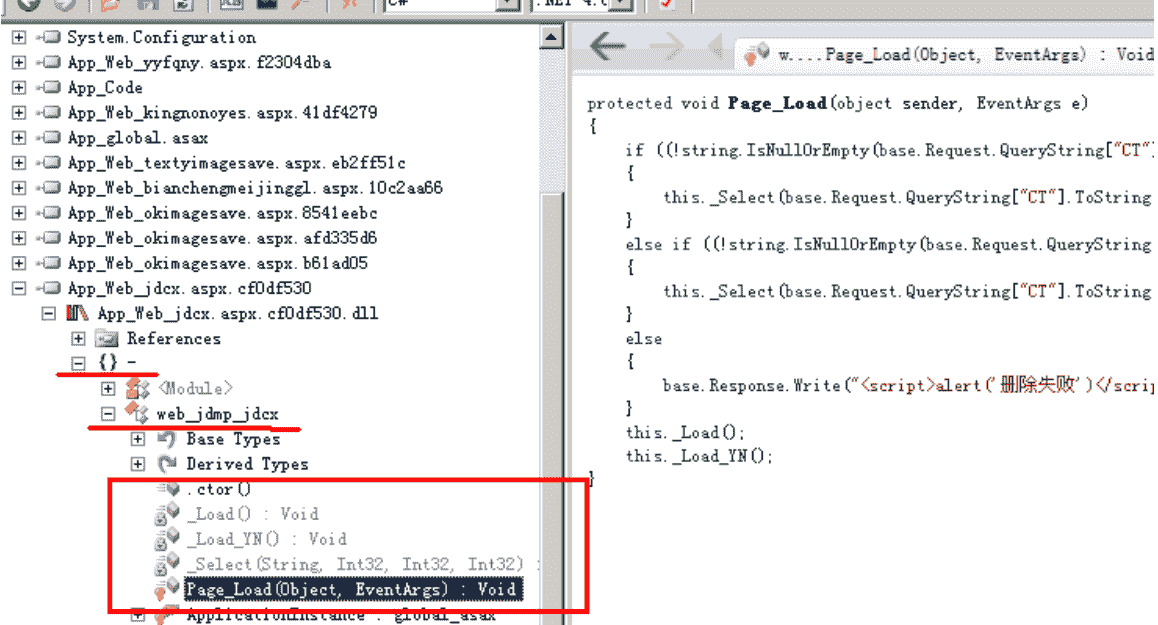 C#
.NET 4.0
System.Configuration
App_Web_yyfqny.aspx.f2304dba
App_Code
App_Web_kingnonoyes.aspx.41df4279
App_global.asax
App_Web_textyimagesave.aspx.eb2ff51c
App_Web_bianchengmeijinggl.aspx.10c2aa66
App_Web_okimagesave.aspx.8541eebc
App_Web_okimagesave.aspx.afd335d6
App_Web_okimagesave.aspx.b61ad05
App_Web_jdcx.aspx.cf0df530
App_Web_jdcx.aspx.cf0df530.dll
References
{} -
<Module>
web_jdmp_jdcx
Base Types
Derived Types
.ctor()
_Load() : Void
_Load_YN() : Void
_Select(String, Int32, Int32, Int32) :
Page_Load(Object, EventArgs) : Void
ApplicationInstance : global_asax
w....Page_Load(Object, EventArgs) : Void
protected void Page_Load(object sender, EventArgs e)
{
if ((!string.IsNullOrEmpty(base.Request.QueryString["CT"]
{
this._Select(base.Request.QueryString["CT"].ToString
}
else if ((!string.IsNullOrEmpty(base.Request.QueryString
{
this._Select(base.Request.QueryString["CT"].ToString
}
else
{
base.Response.Write("<script>alert('删除失败')</scrip
}
this._Load();
this._Load_YN();
}